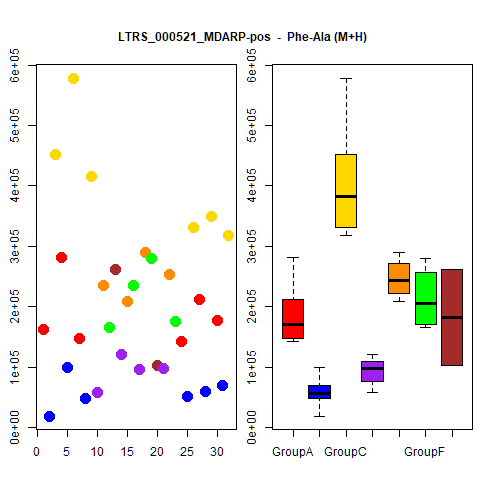 LTRS_000521_MDARP-pos - Phe-Ala (M+H)
6e+05 6e+05
5e+05 5e+05
4e+05 4e+05
3e+05 3e+05
2e+05 2e+05
1e+05 1e+05
0e+00 0e+00
0 5 10 15 20 25 30 GroupA GroupC GroupF